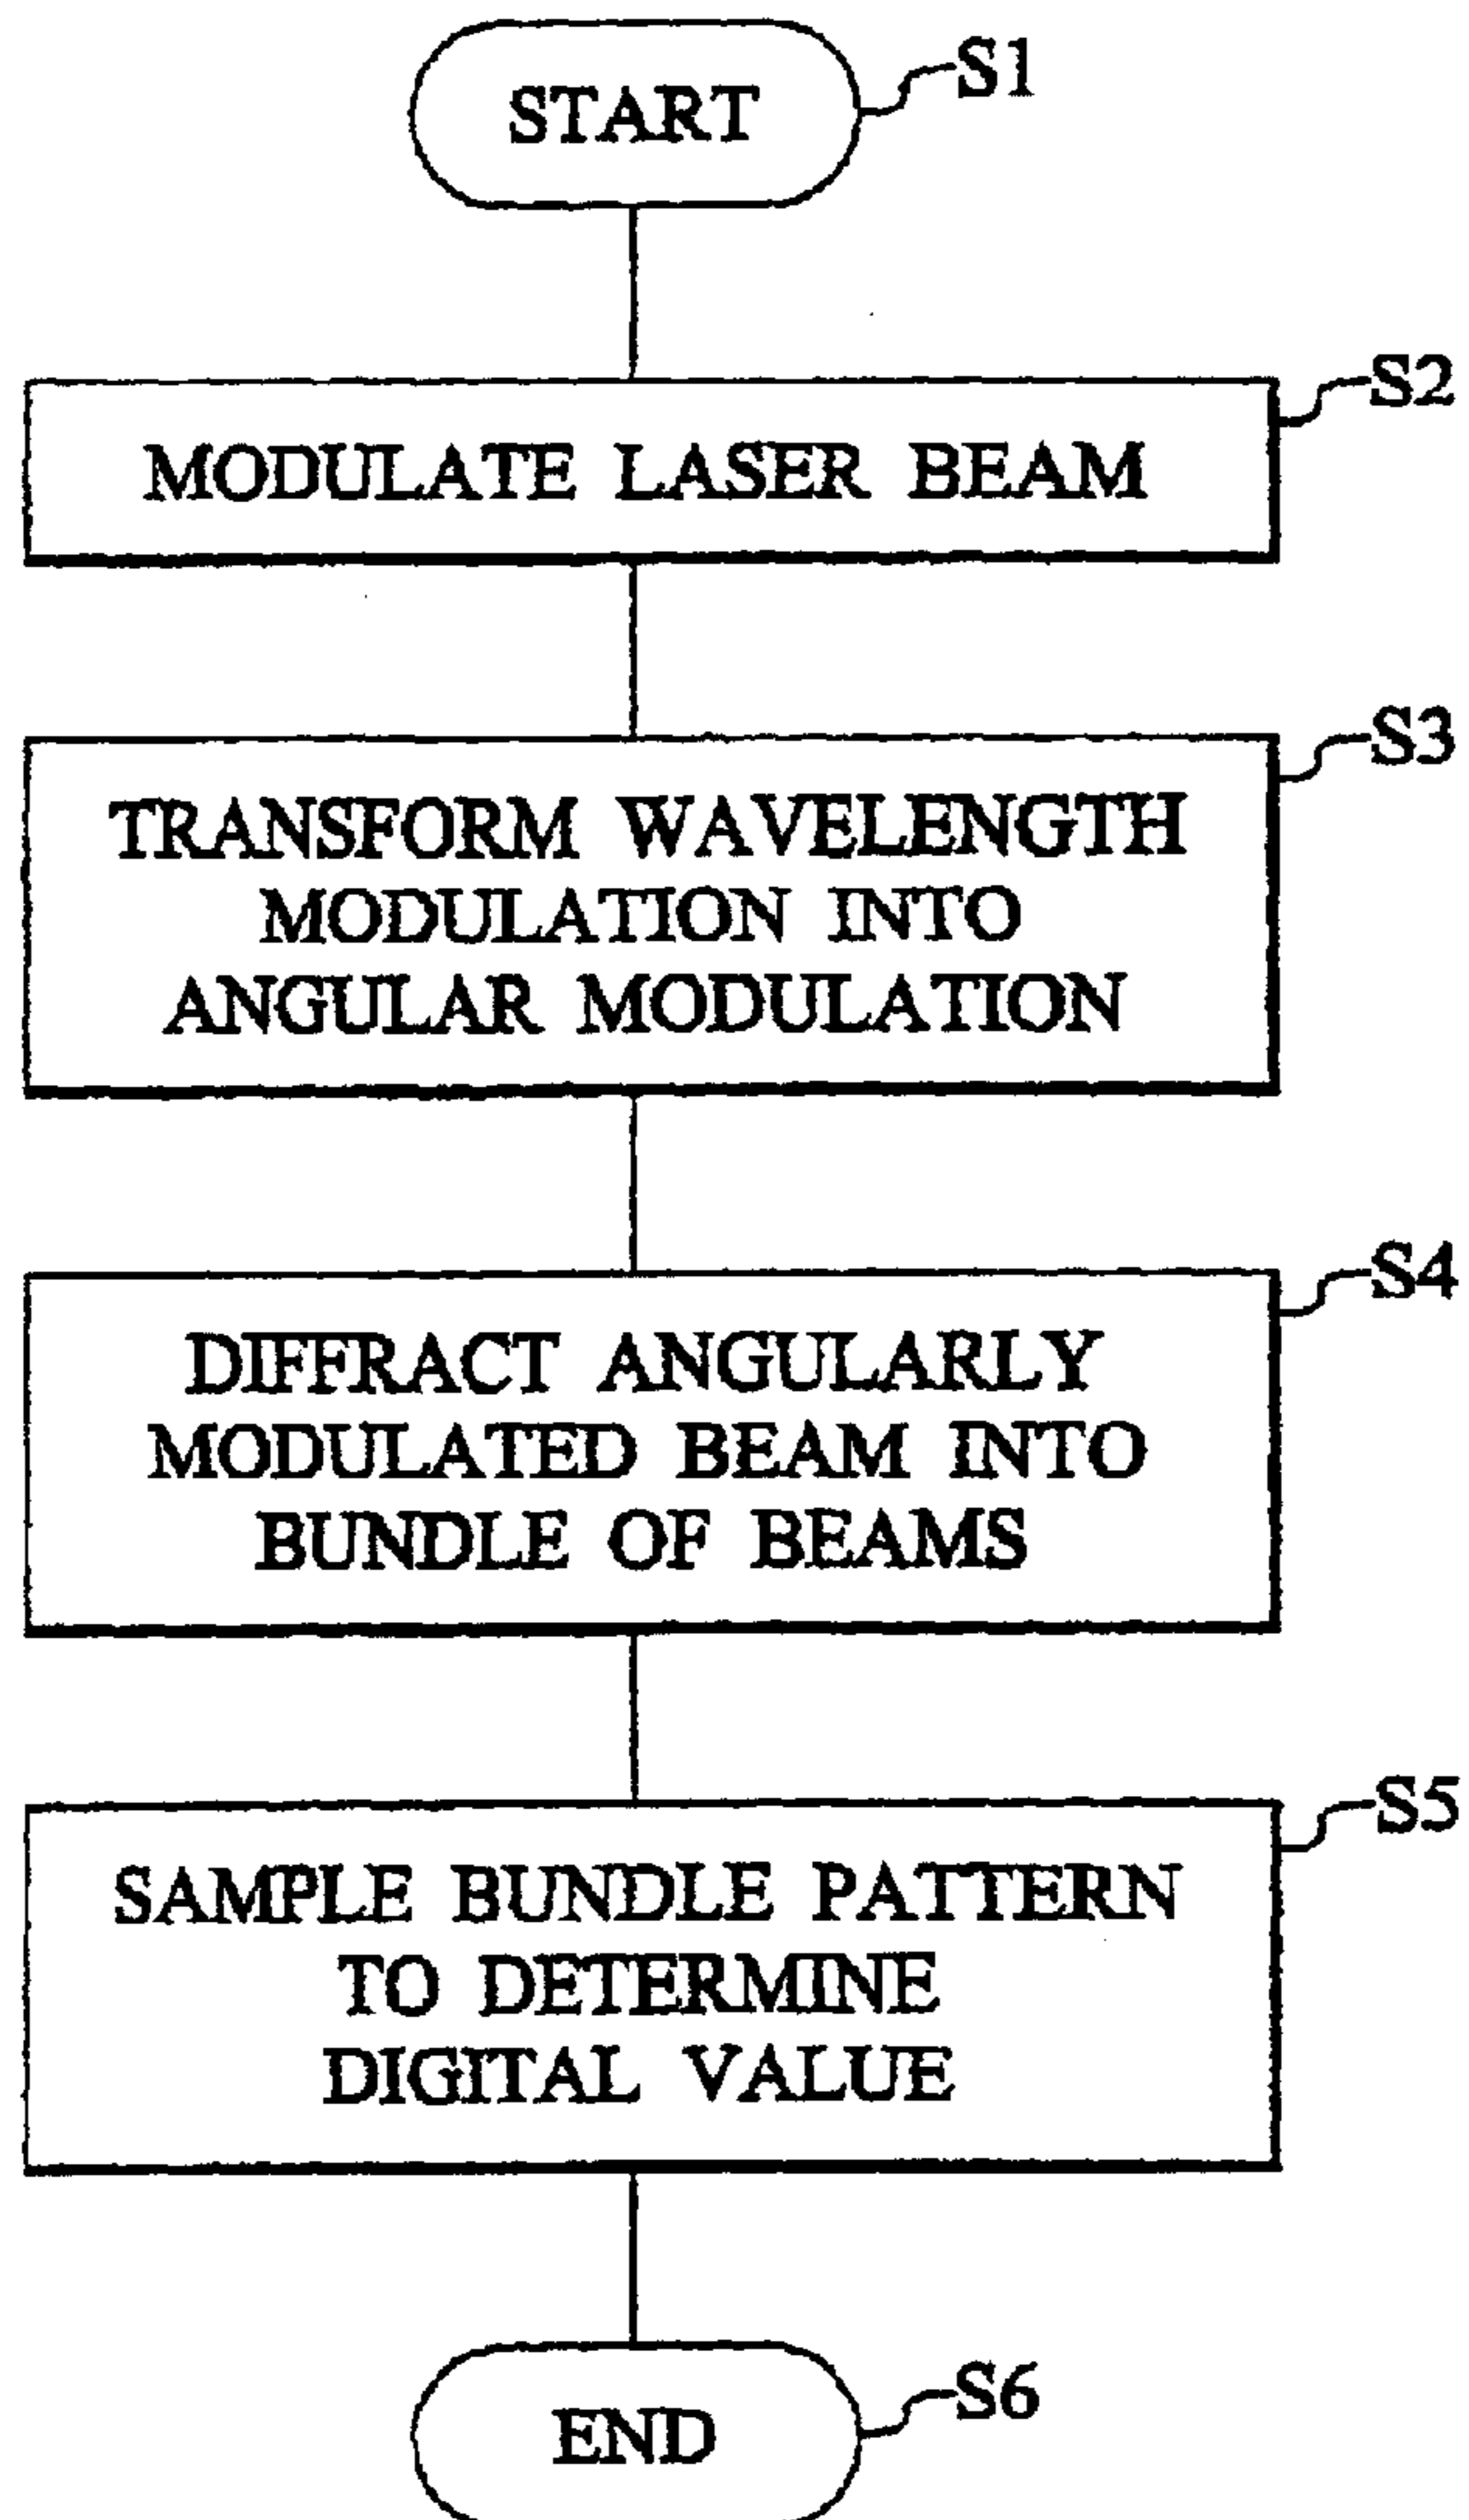 START
S1
S2
MODULATE LASER BEAM
S3
TRANSFORM WAVELENGTH
MODULATION INTO
ANGULAR MODULATION
S4
DIFFRACT ANGULARLY
MODULATED BEAM INTO
BUNDLE OF BEAMS
S5
SAMPLE BUNDLE PATTERN
TO DETERMINE
DIGITAL VALUE
S6
END